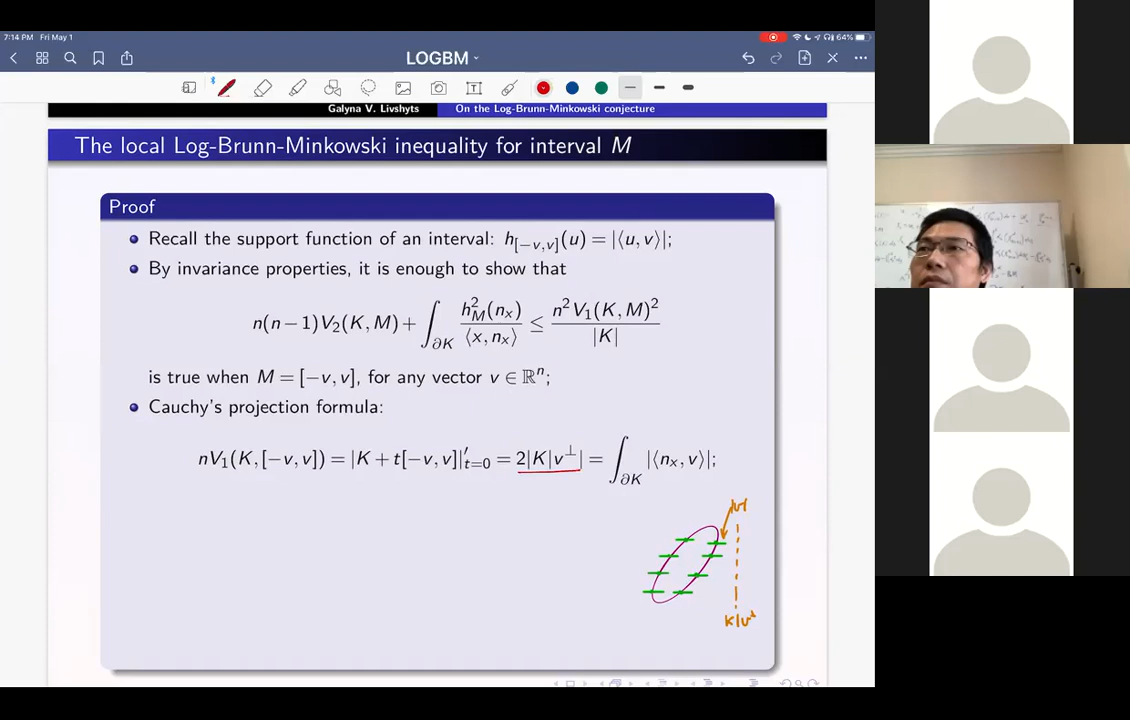 7:14 PM Fri May 1
64%
LOGBM
Galyna V. Livshyts On the Log-Brunn-Minkowski conjecture
The local Log-Brunn-Minkowski inequality for interval M
Proof
Recall the support function of an interval: h_{[−v,v]}(u) = |⟨u, v⟩|;
By invariance properties, it is enough to show that
n(n − 1)V_2(K, M) + ∫_{∂K} h_M^2(n_x)/⟨x, n_x⟩ ≤ n^2 V_1(K, M)^2/|K|
is true when M = [−v, v], for any vector v ∈ ℝ^n;
Cauchy's projection formula:
nV_1(K, [−v, v]) = |K + t[−v, v]|'_{t=0} = 2|K|v^⊥| = ∫_{∂K} |⟨n_x, v⟩|;
|v|
K|v^⊥